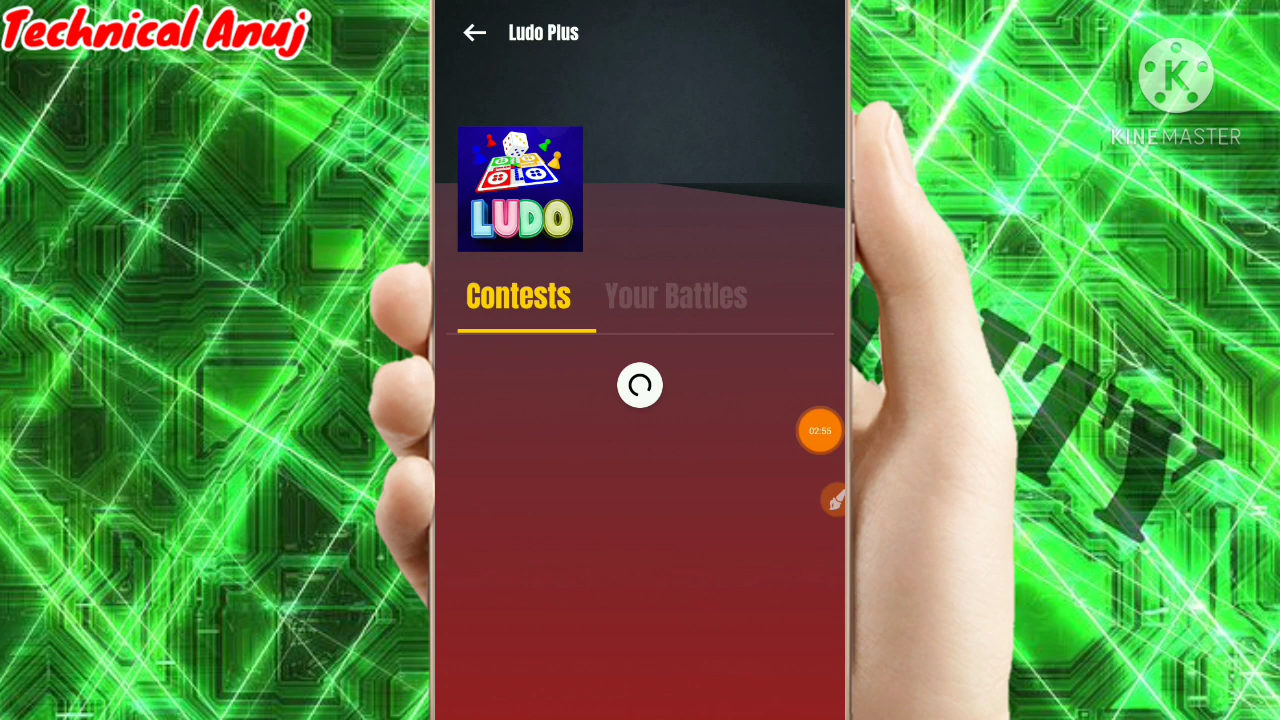 Technical Anuj
Ludo Plus
K
KINEMASTER
LUDO
Contests
Your Battles
02:55